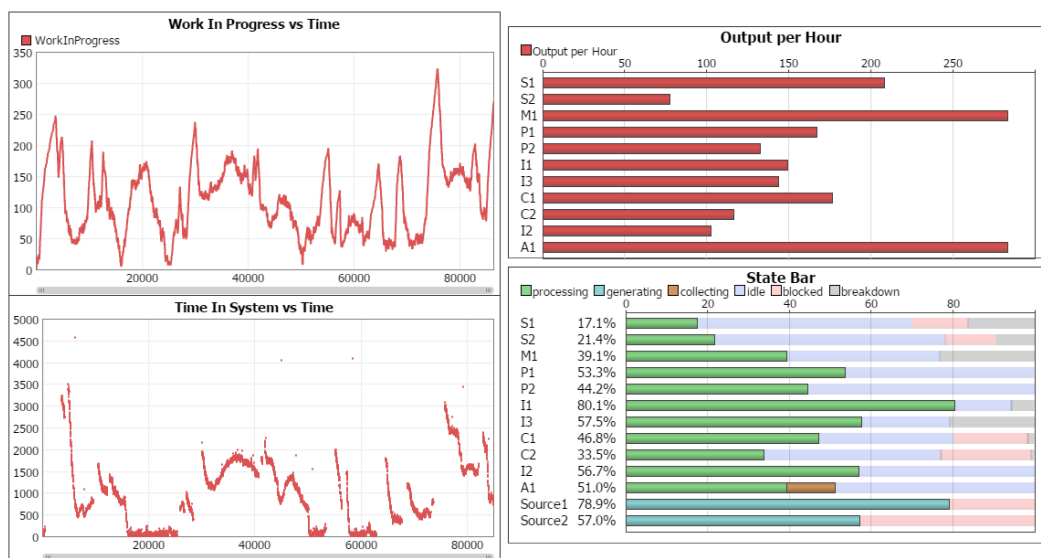 Work In Progress vs Time
WorkInProgress
350
300
250
200
150
100
50
0
20000 40000 60000 80000
Time In System vs Time
5000
4500
4000
3500
3000
2500
2000
1500
1000
500
0
20000 40000 60000 80000
Output per Hour
Output per Hour
0 50 100 150 200 250
S1
S2
M1
P1
P2
I1
I3
C1
C2
I2
A1
State Bar
processing generating collecting idle blocked breakdown
0 20 40 60 80
S1 17.1%
S2 21.4%
M1 39.1%
P1 53.3%
P2 44.2%
I1 80.1%
I3 57.5%
C1 46.8%
C2 33.5%
I2 56.7%
A1 51.0%
Source1 78.9%
Source2 57.0%